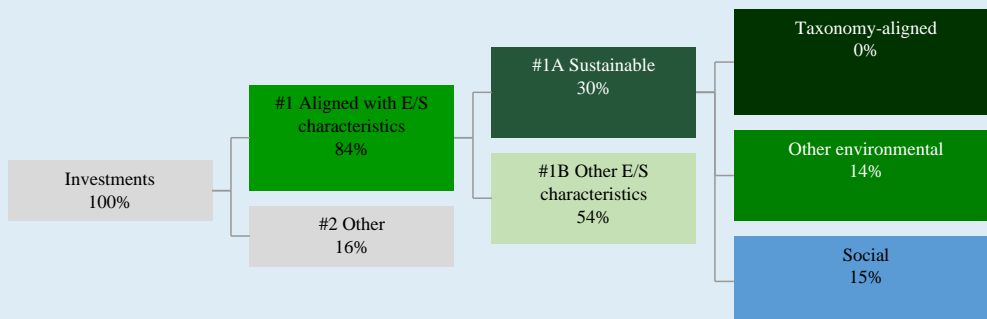 Investments
100%
#1 Aligned with E/S
characteristics
84%
#2 Other
16%
#1A Sustainable
30%
#1B Other E/S
characteristics
54%
Taxonomy-aligned
0%
Other environmental
14%
Social
15%